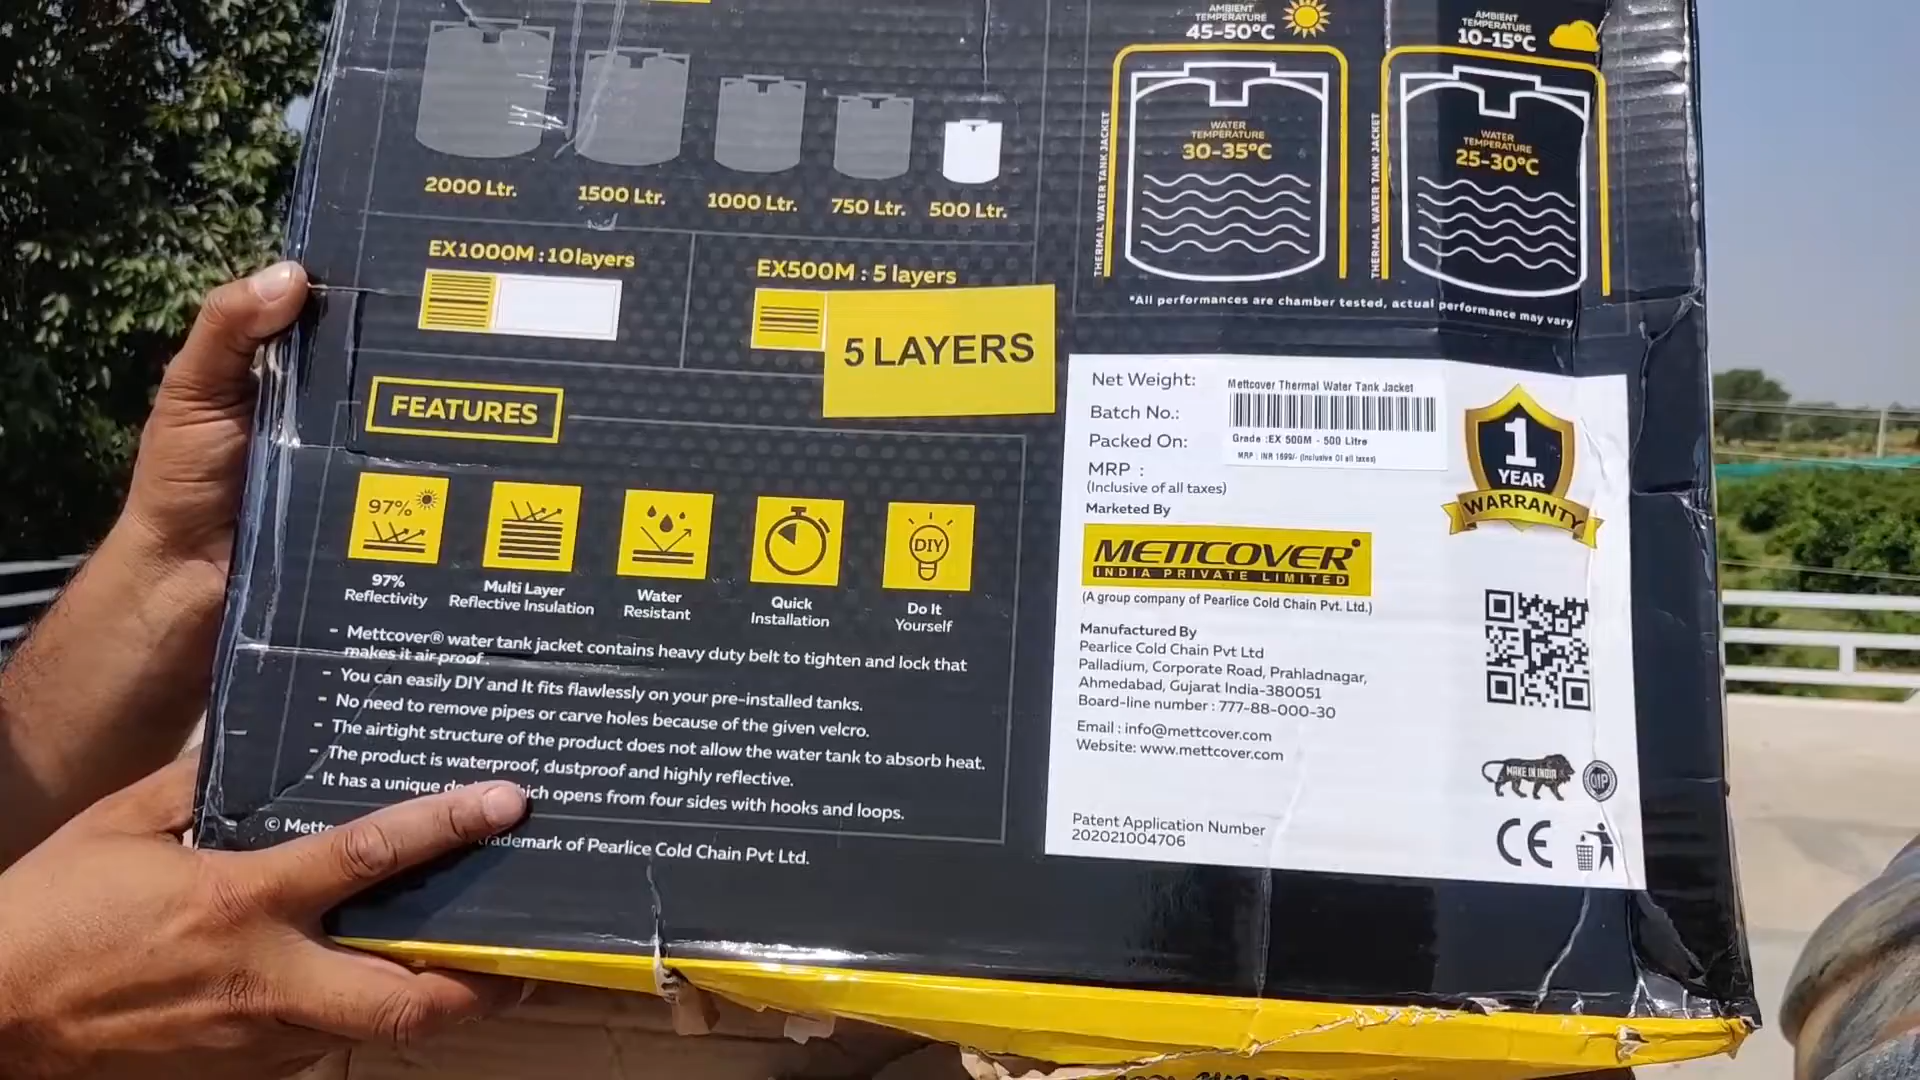 2000 Ltr.
1500 Ltr.
1000 Ltr.
750 Ltr.
500 Ltr.
EX1000M : 10 layers
EX500M : 5 layers
5 LAYERS
FEATURES
97%
97%
Reflectivity
Multi Layer
Reflective Insulation
Water
Resistant
Quick
Installation
DIY
Do It
Yourself
- Mettcover® water tank jacket contains heavy duty belt to tighten and lock that
makes it air proof.
- You can easily DIY and It fits flawlessly on your pre-installed tanks.
- No need to remove pipes or carve holes because of the given velcro.
- The airtight structure of the product does not allow the water tank to absorb heat.
- The product is waterproof, dustproof and highly reflective.
- It has a unique which opens from four sides with hooks and loops.
© trademark of Pearlice Cold Chain Pvt Ltd.
AMBIENT
TEMPERATURE
45-50°C
THERMAL WATER TANK JACKET
WATER
TEMPERATURE
30-35°C
AMBIENT
TEMPERATURE
10-15°C
THERMAL WATER TANK JACKET
WATER
TEMPERATURE
25-30°C
*All performances are chamber tested, actual performance may vary
Net Weight:
Batch No.:
Packed On:
MRP :
(Inclusive of all taxes)
Mettcover Thermal Water Tank Jacket
Grade :EX 500M - 500 Litre
MRP : INR 1699/- (Inclusive Of all taxes)
1
YEAR
WARRANTY
Marketed By
METTCOVER
INDIA PRIVATE LIMITED
(A group company of Pearlice Cold Chain Pvt. Ltd.)
Manufactured By
Pearlice Cold Chain Pvt Ltd
Palladium, Corporate Road, Prahladnagar,
Ahmedabad, Gujarat India-380051
Board-line number : 777-88-000-30
Email : info@mettcover.com
Website: www.mettcover.com
MAKE IN INDIA
Patent Application Number
202021004706
CE